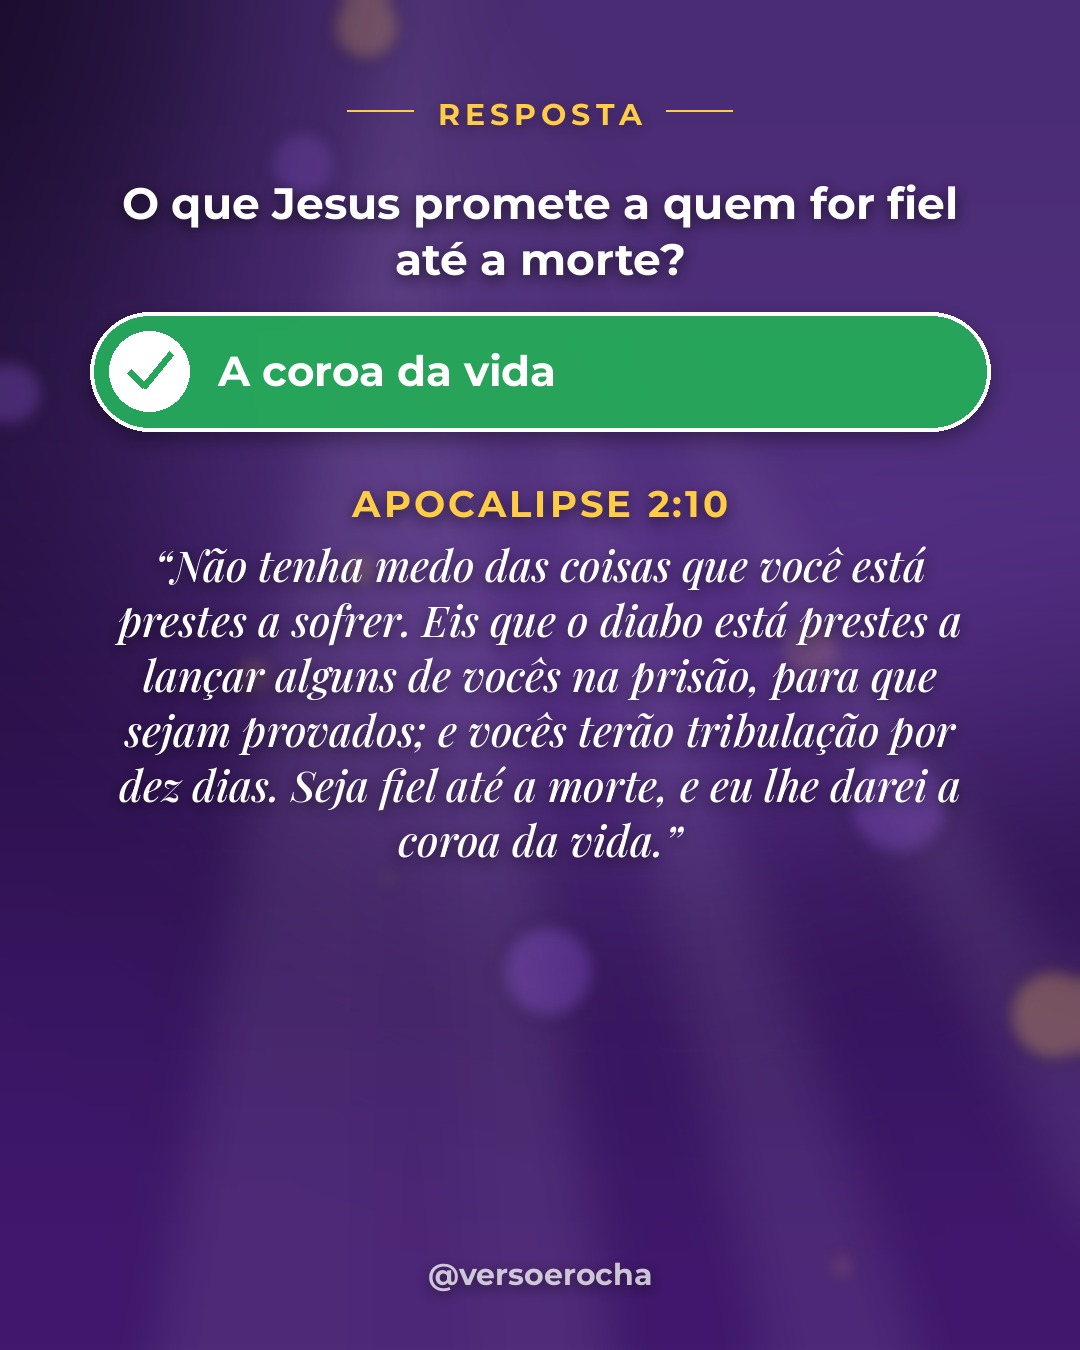 RESPOSTA
O que Jesus promete a quem for fiel
até a morte?
A coroa da vida
APOCALIPSE 2:10
“Não tenha medo das coisas que você está
prestes a sofrer. Eis que o diabo está prestes a
lançar alguns de vocês na prisão, para que
sejam provados; e vocês terão tribulação por
dez dias. Seja fiel até a morte, e eu lhe darei a
coroa da vida.”
@versoerocha